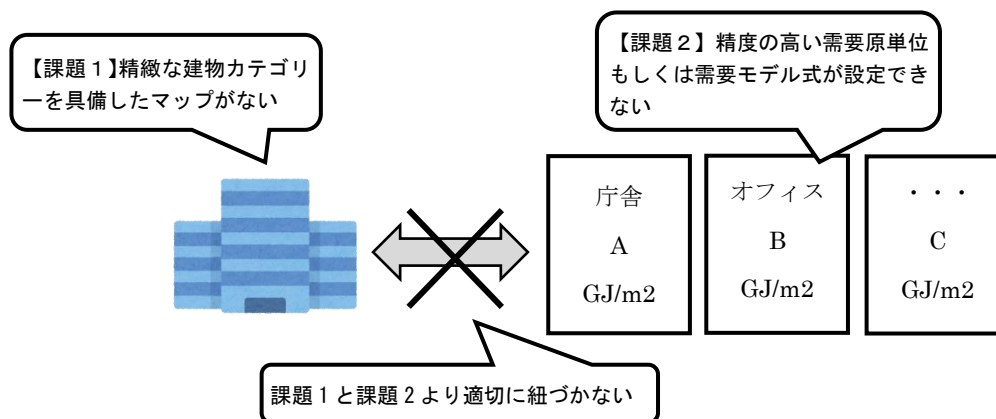 【課題１】精緻な建物カテゴリ
ーを具備したマップがない
【課題２】精度の高い需要原単位
もしくは需要モデル式が設定でき
ない
庁舎
A
GJ/m2
オフィス
B
GJ/m2
・・・
C
GJ/m2
課題１と課題２より適切に紐づかない